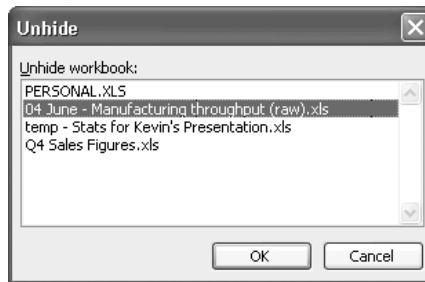 Unhide
Unhide workbook:
PERSONAL.XLS
04 June - Manufacturing throughput (raw).xls
temp - Stats for Kevin's Presentation.xls
Q4 Sales Figures.xls
OK Cancel